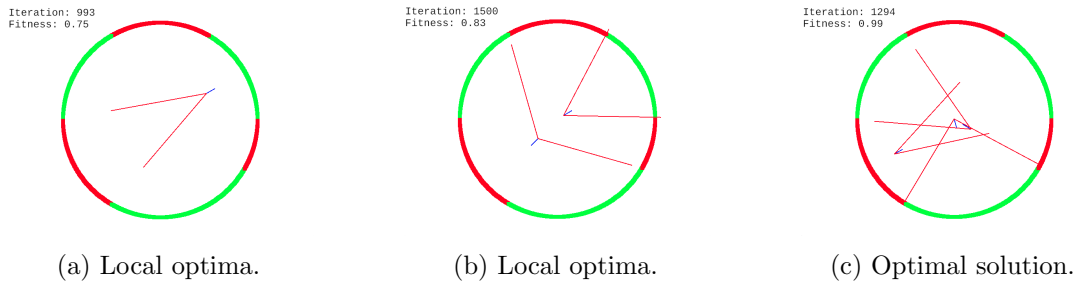 Iteration: 993
Fitness: 0.75
Iteration: 1500
Fitness: 0.83
Iteration: 1294
Fitness: 0.99
(a) Local optima.
(b) Local optima.
(c) Optimal solution.